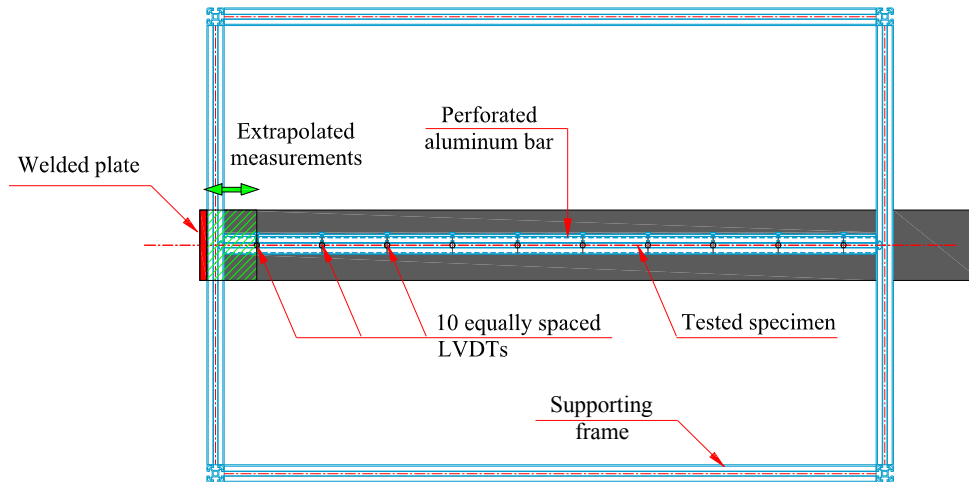 Perforated
aluminum bar
Extrapolated
measurements
Welded plate
10 equally spaced
LVDTs
Tested specimen
Supporting
frame